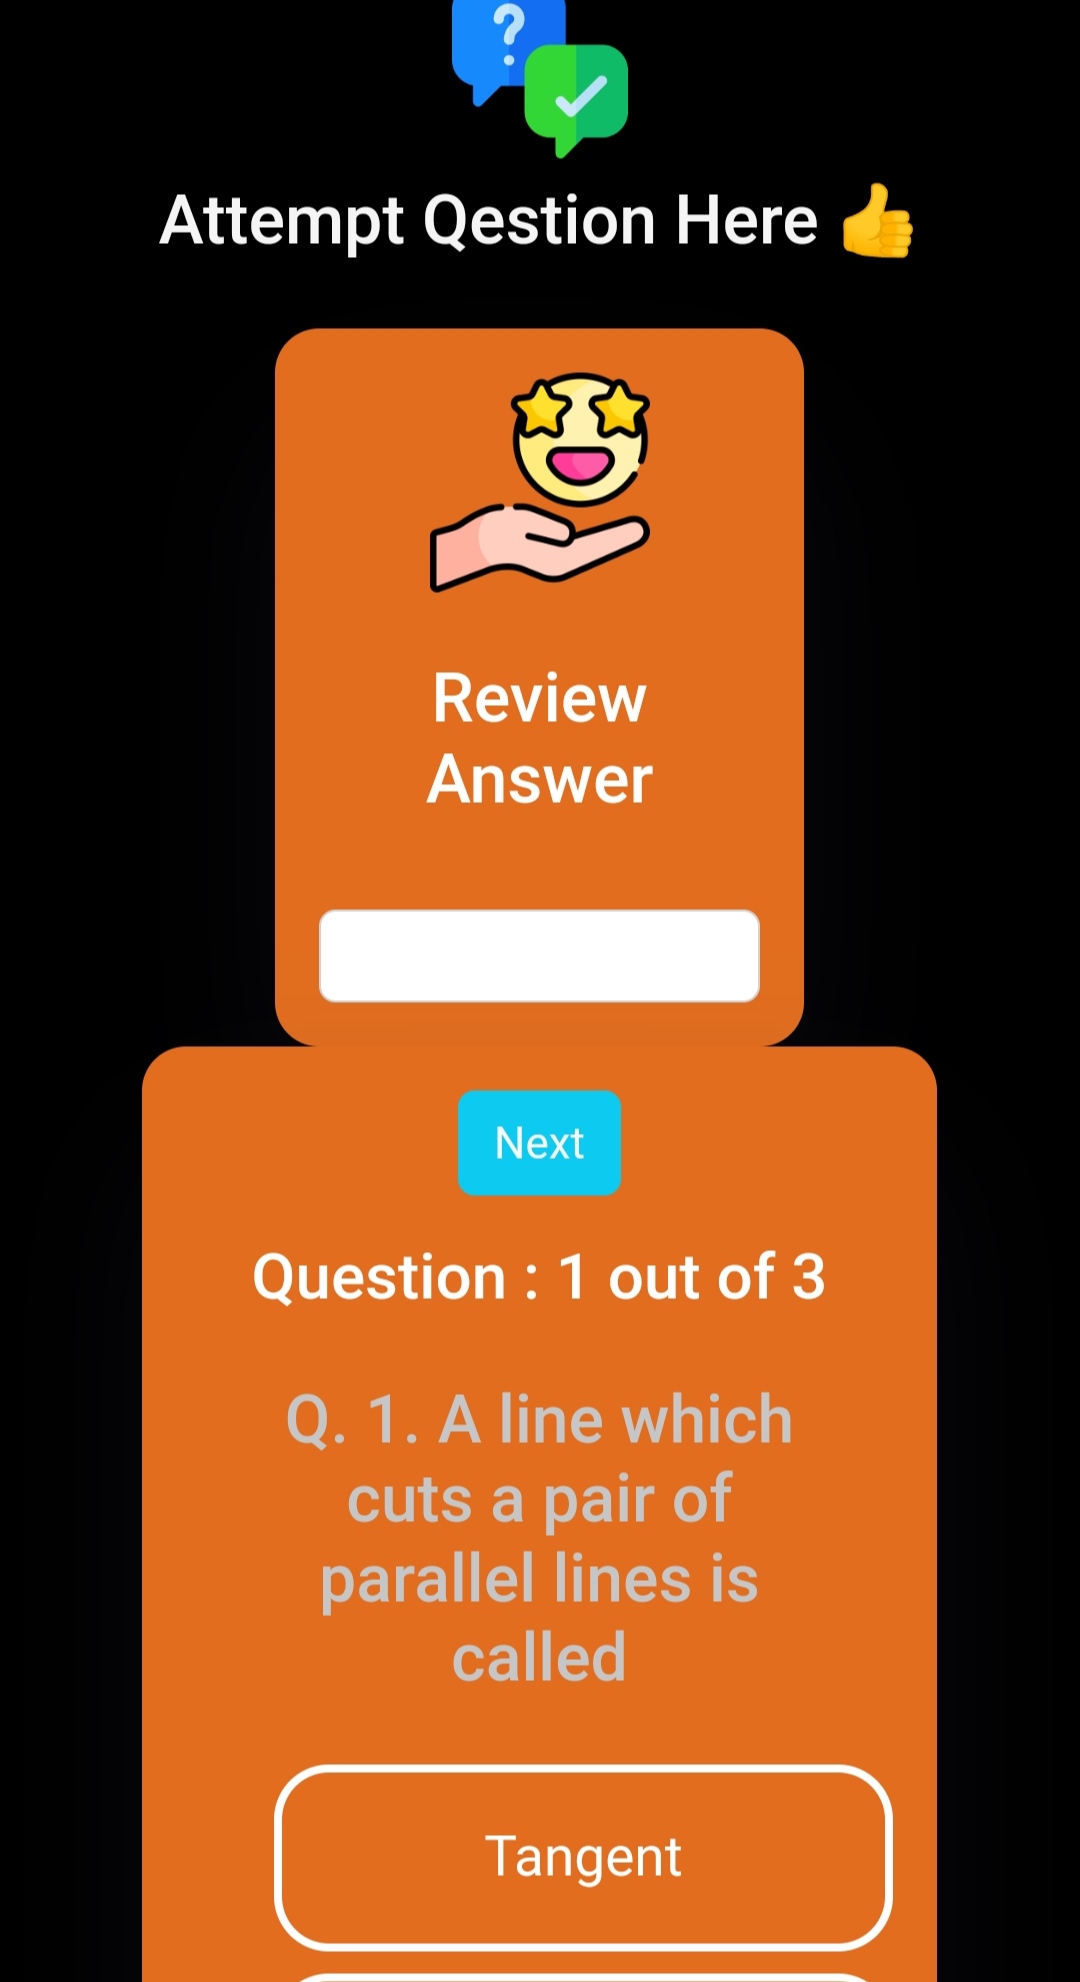 ?
Attempt Qestion Here 👍
Review
Answer
Next
Question : 1 out of 3
Q. 1. A line which
cuts a pair of
parallel lines is
called
Tangent